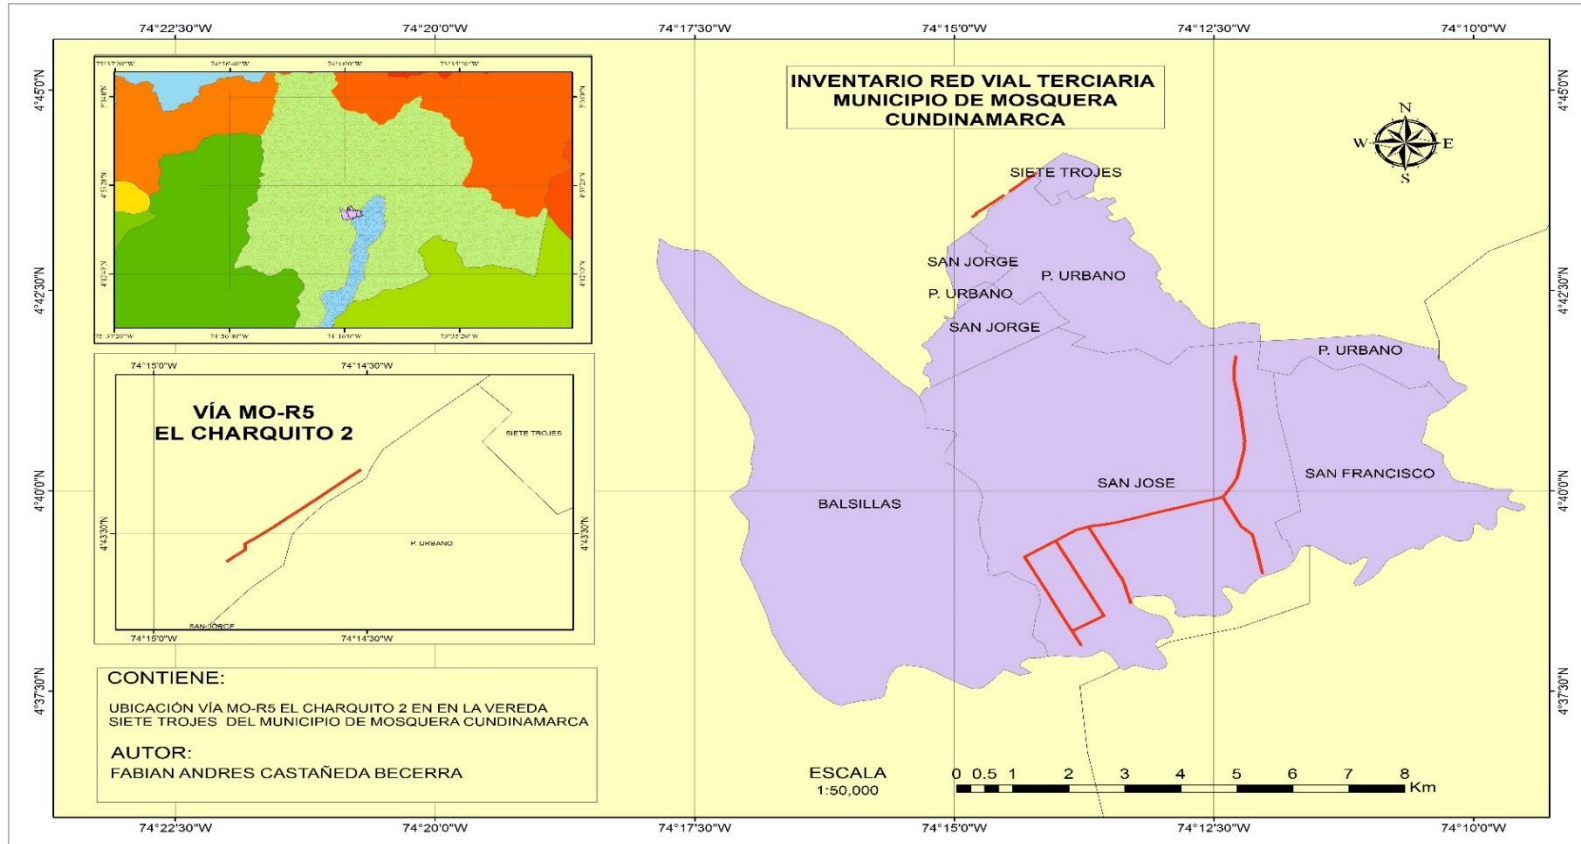 74°22'30"W 74°20'0"W 74°17'30"W 74°15'0"W 74°12'30"W 74°10'0"W
4°45'0"N 4°45'0"N
INVENTARIO RED VIAL TERCIARIA
MUNICIPIO DE MOSQUERA
CUNDINAMARCA
N
W E
S
SIETE TROJES
SAN JORGE
P. URBANO
P. URBANO
SAN JORGE
P. URBANO
4°42'30"N 4°42'30"N
74°15'0"W 74°14'30"W
VÍA MO-R5
EL CHARQUITO 2
SIETE TROJES
4°43'30"N 4°43'30"N
P. URBANO
SAN JORGE
74°15'0"W 74°14'30"W
SAN FRANCISCO
SAN JOSE
BALSILLAS
4°40'0"N 4°40'0"N
4°37'30"N 4°37'30"N
CONTIENE:
UBICACIÓN VÍA MO-R5 EL CHARQUITO 2 EN EN LA VEREDA
SIETE TROJES DEL MUNICIPIO DE MOSQUERA CUNDINAMARCA
AUTOR:
FABIAN ANDRES CASTAÑEDA BECERRA
ESCALA
1:50,000
0 0.5 1 2 3 4 5 6 7 8
Km
74°22'30"W 74°20'0"W 74°17'30"W 74°15'0"W 74°12'30"W 74°10'0"W